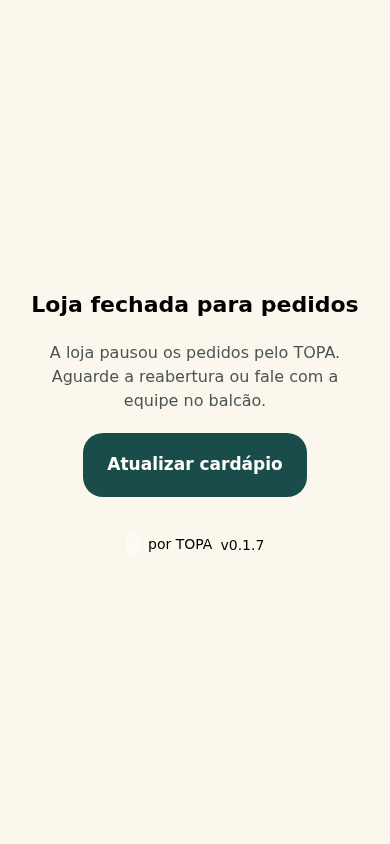 Loja fechada para pedidos
A loja pausou os pedidos pelo TOPA.
Aguarde a reabertura ou fale com a
equipe no balcão.
Atualizar cardápio
por TOPA v0.1.7